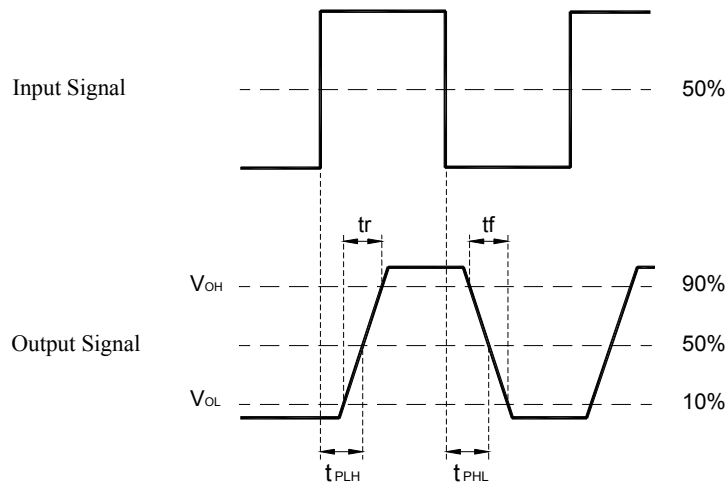 Input Signal
50%
tr
tf
VOH
90%
Output Signal
50%
VOL
10%
tPLH
tPHL